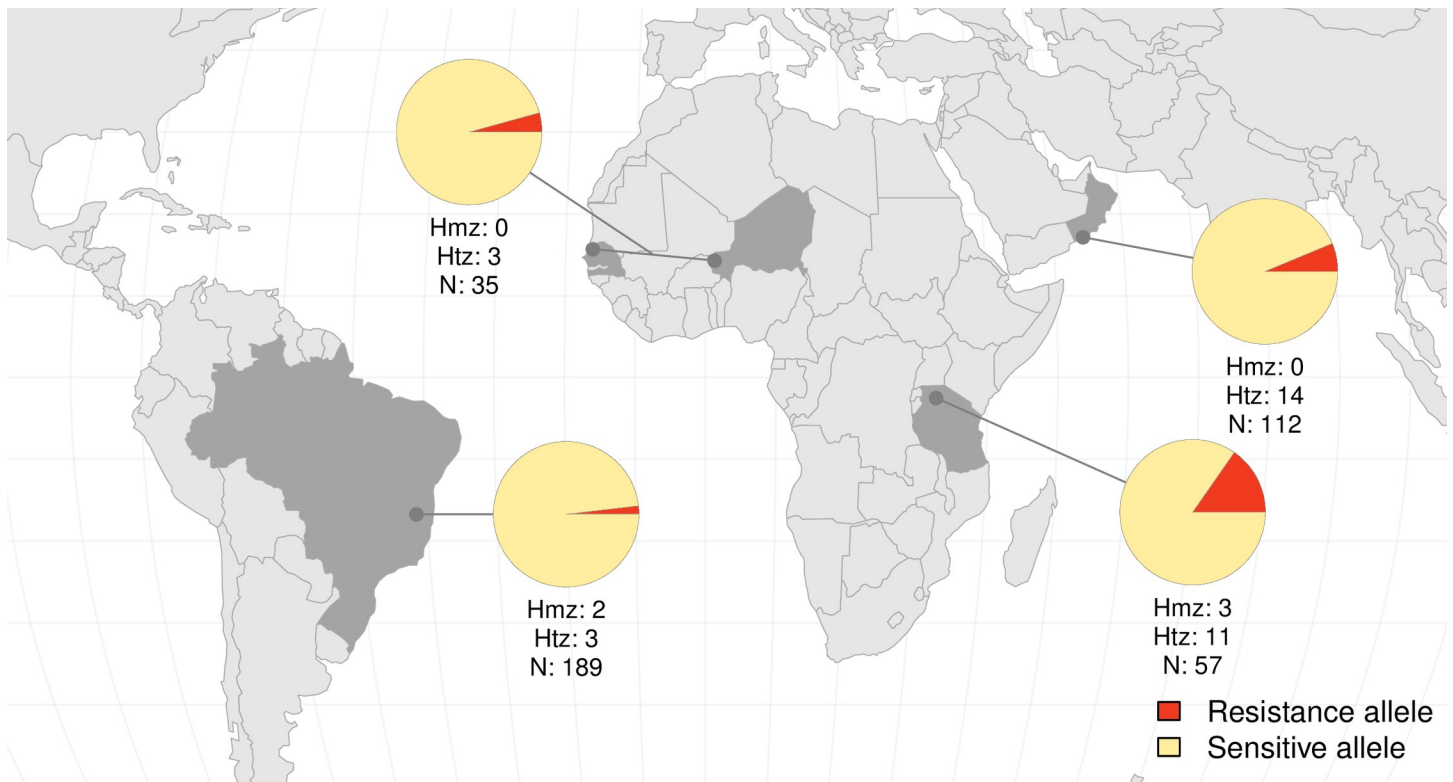 Hmz: 0
Htz: 3
N: 35
Hmz: 0
Htz: 14
N: 112
Hmz: 2
Htz: 3
N: 189
Hmz: 3
Htz: 11
N: 57
Resistance allele
Sensitive allele